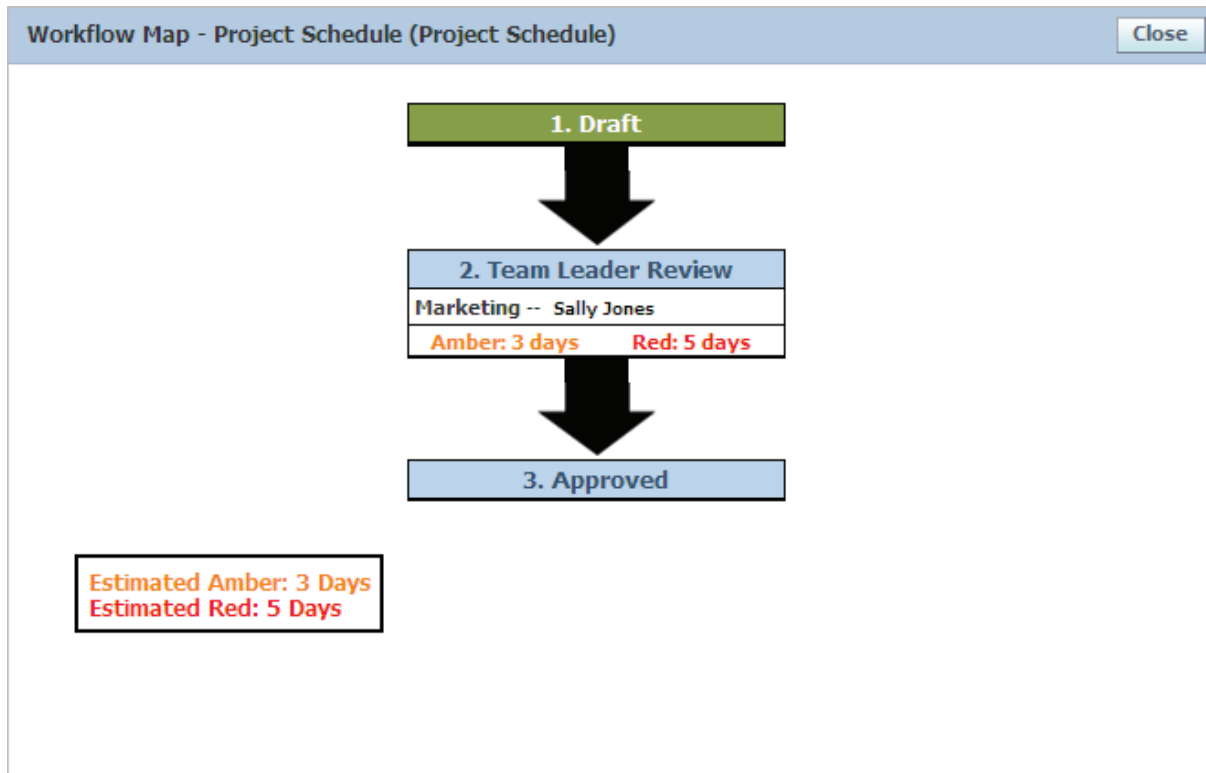 Workflow Map - Project Schedule (Project Schedule)
Close
1. Draft
2. Team Leader Review
Marketing -- Sally Jones
Amber: 3 days Red: 5 days
3. Approved
Estimated Amber: 3 Days
Estimated Red: 5 Days